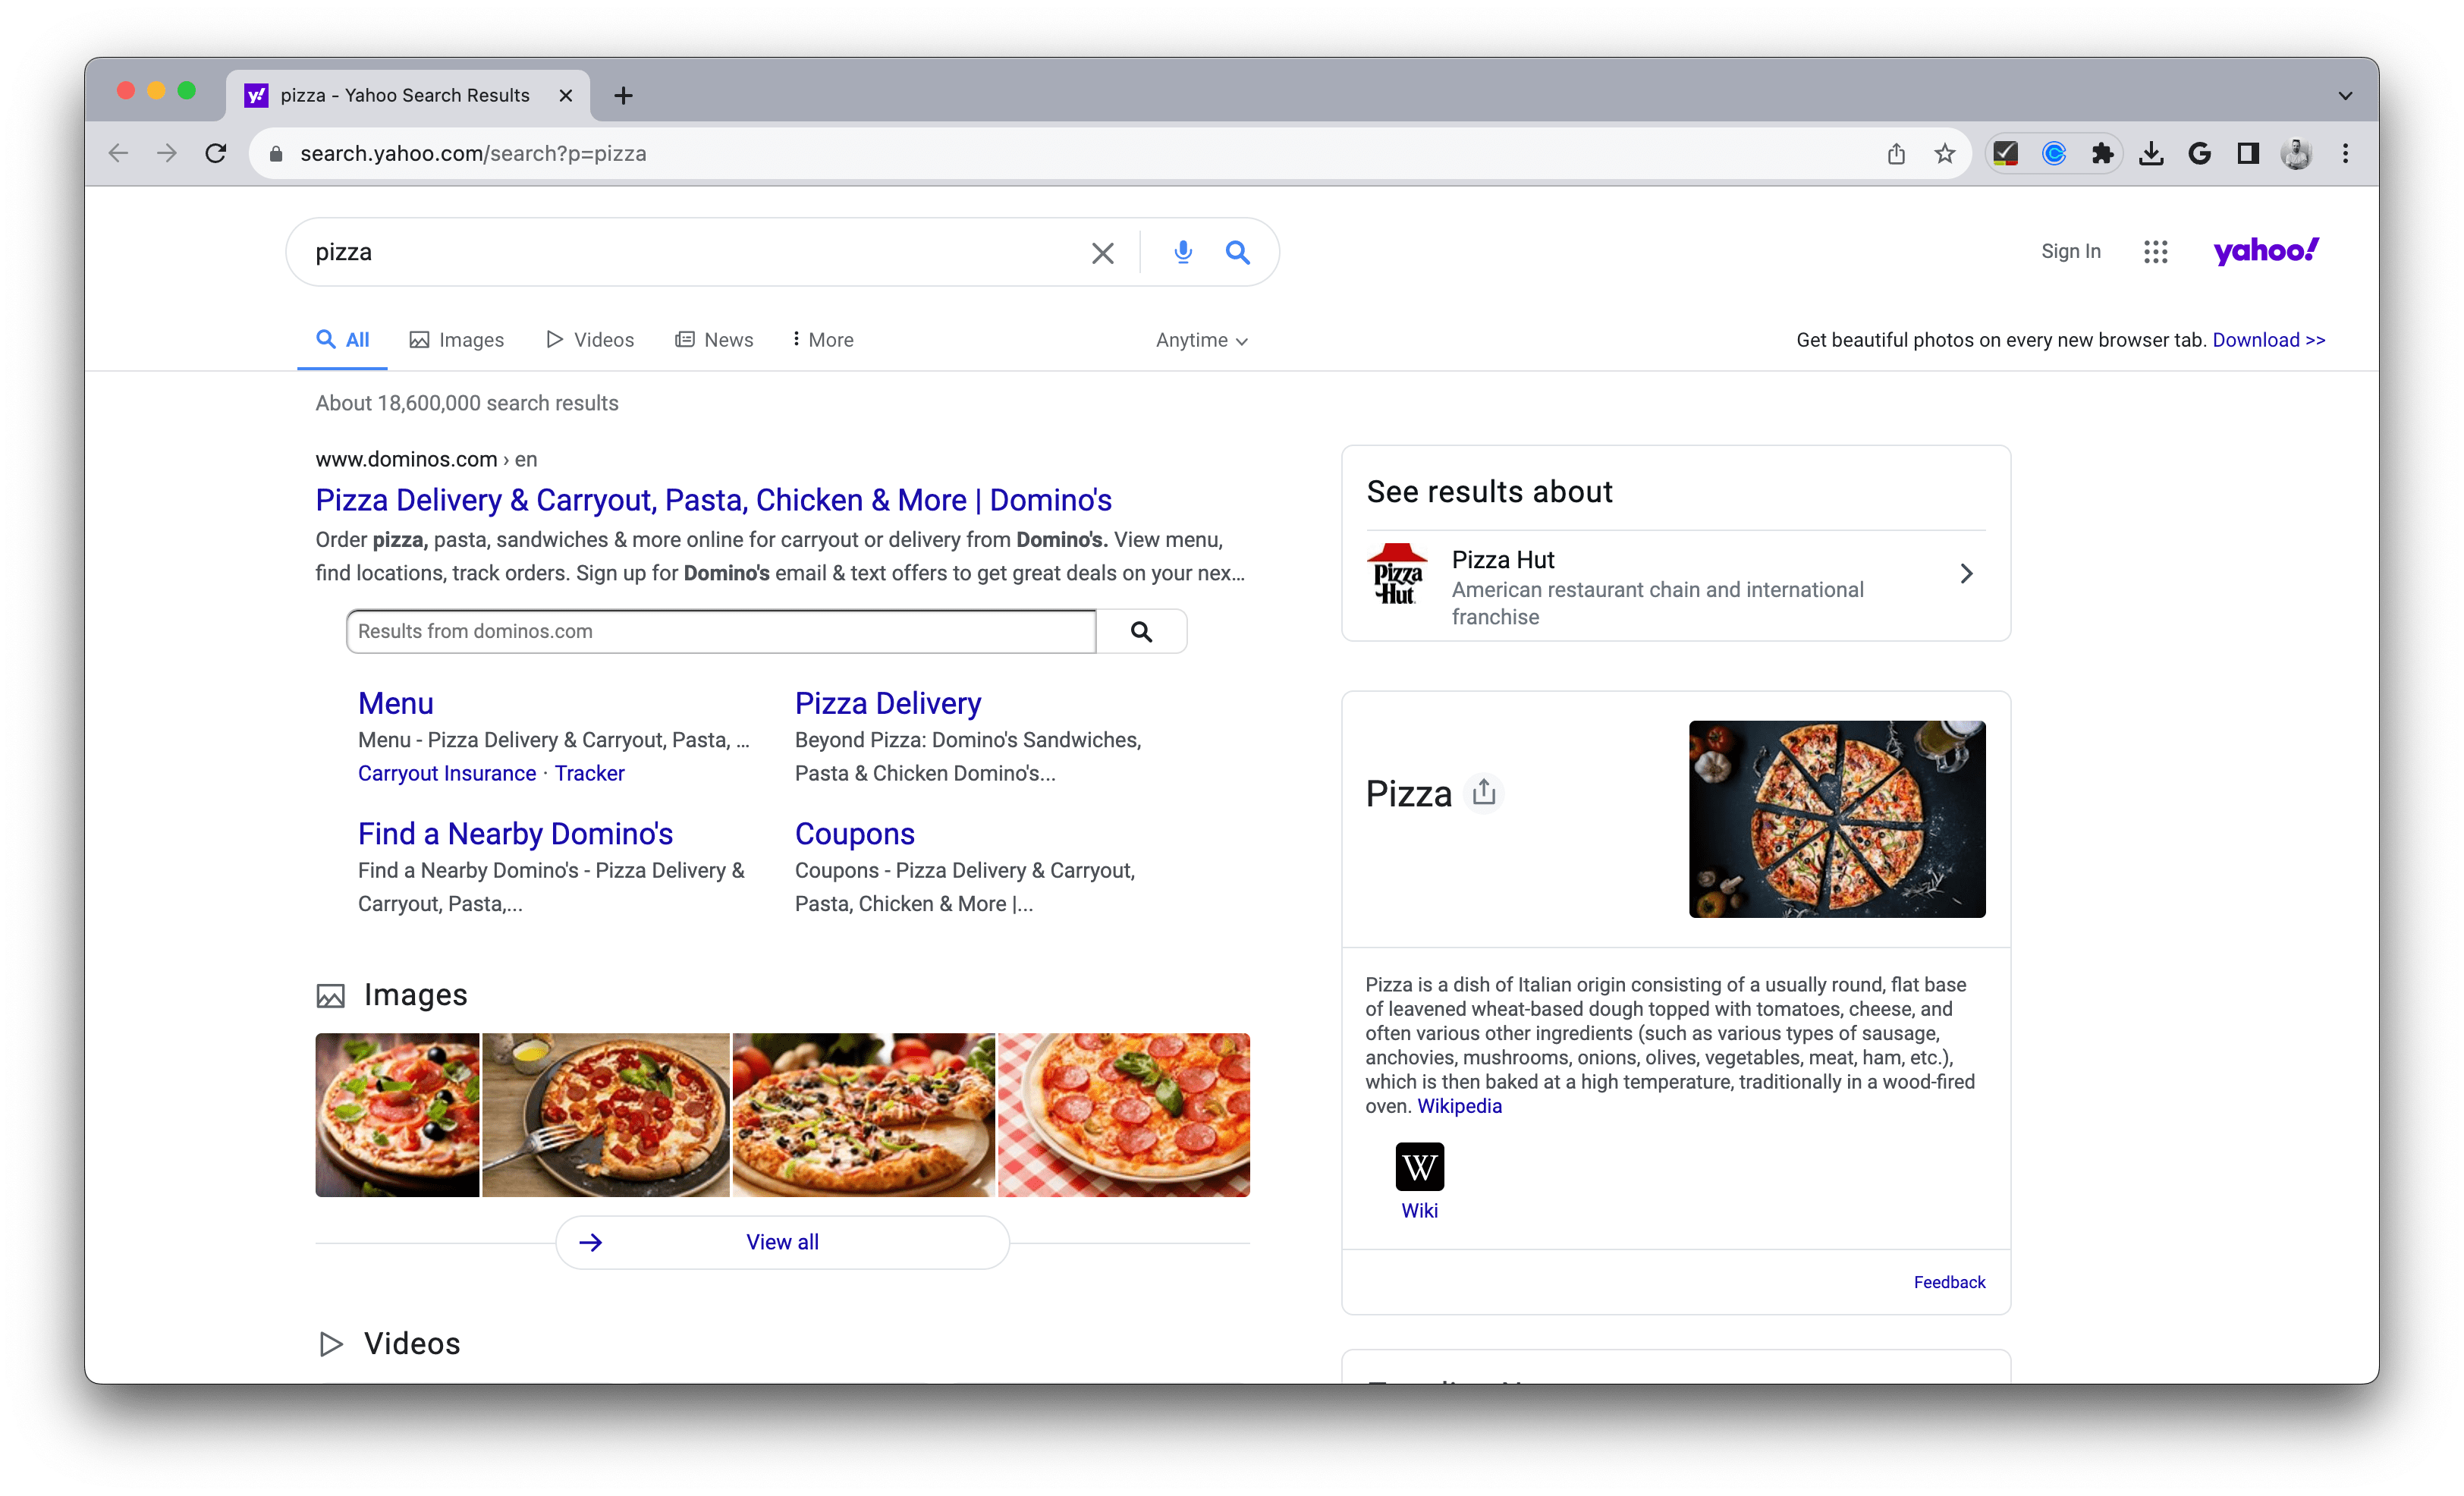 pizza - Yahoo Search Results
search.yahoo.com/search?p=pizza
pizza
Sign In
yahoo!
All
Images
Videos
News
More
Anytime
Get beautiful photos on every new browser tab. Download >>
About 18,600,000 search results
www.dominos.com › en
Pizza Delivery & Carryout, Pasta, Chicken & More | Domino's
Order pizza, pasta, sandwiches & more online for carryout or delivery from Domino's. View menu,
find locations, track orders. Sign up for Domino's email & text offers to get great deals on your nex...
Results from dominos.com
Menu
Menu - Pizza Delivery & Carryout, Pasta, ...
Carryout Insurance · Tracker
Pizza Delivery
Beyond Pizza: Domino's Sandwiches,
Pasta & Chicken Domino's...
Find a Nearby Domino's
Find a Nearby Domino's - Pizza Delivery &
Carryout, Pasta,...
Coupons
Coupons - Pizza Delivery & Carryout,
Pasta, Chicken & More |...
Images
View all
Videos
See results about
Pizza
Hut
Pizza Hut
American restaurant chain and international
franchise
Pizza
Pizza is a dish of Italian origin consisting of a usually round, flat base
of leavened wheat-based dough topped with tomatoes, cheese, and
often various other ingredients (such as various types of sausage,
anchovies, mushrooms, onions, olives, vegetables, meat, ham, etc.),
which is then baked at a high temperature, traditionally in a wood-fired
oven. Wikipedia
W
Wiki
Feedback